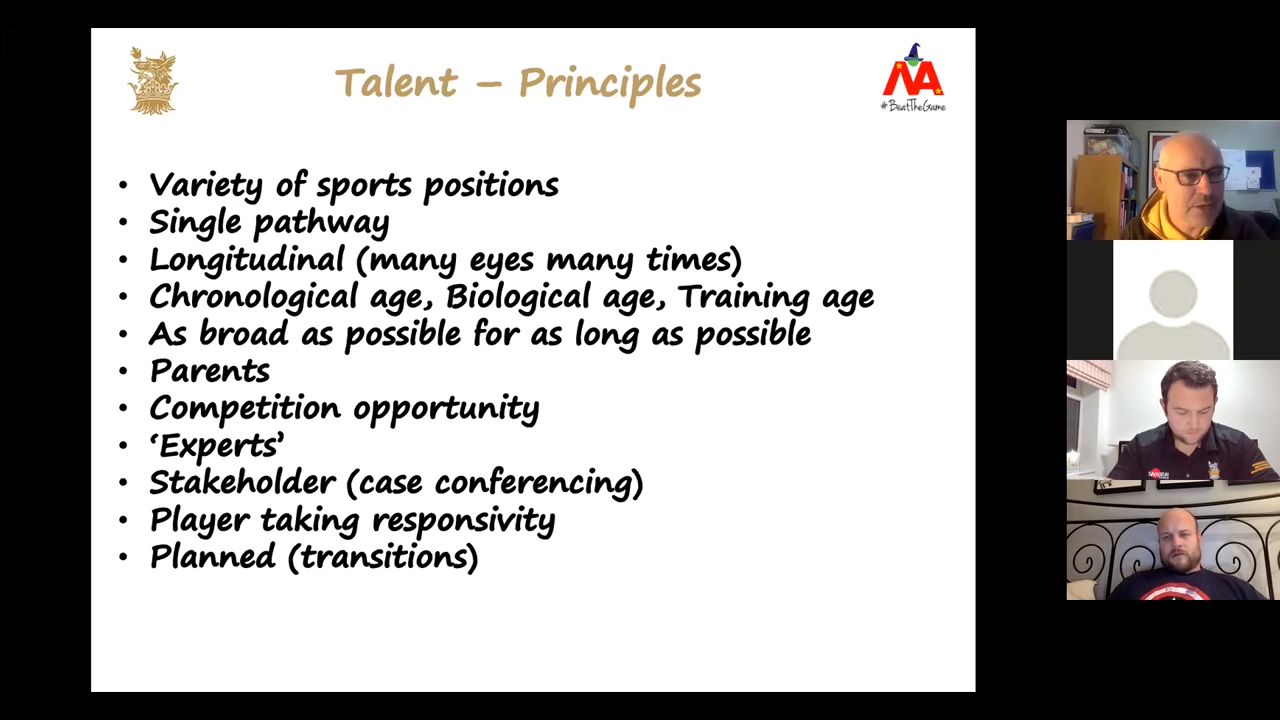 Talent – Principles
NA
#BeatTheGame
• Variety of sports positions
• Single pathway
• Longitudinal (many eyes many times)
• Chronological age, Biological age, Training age
• As broad as possible for as long as possible
• Parents
• Competition opportunity
• ‘Experts’
• Stakeholder (case conferencing)
• Player taking responsivity
• Planned (transitions)